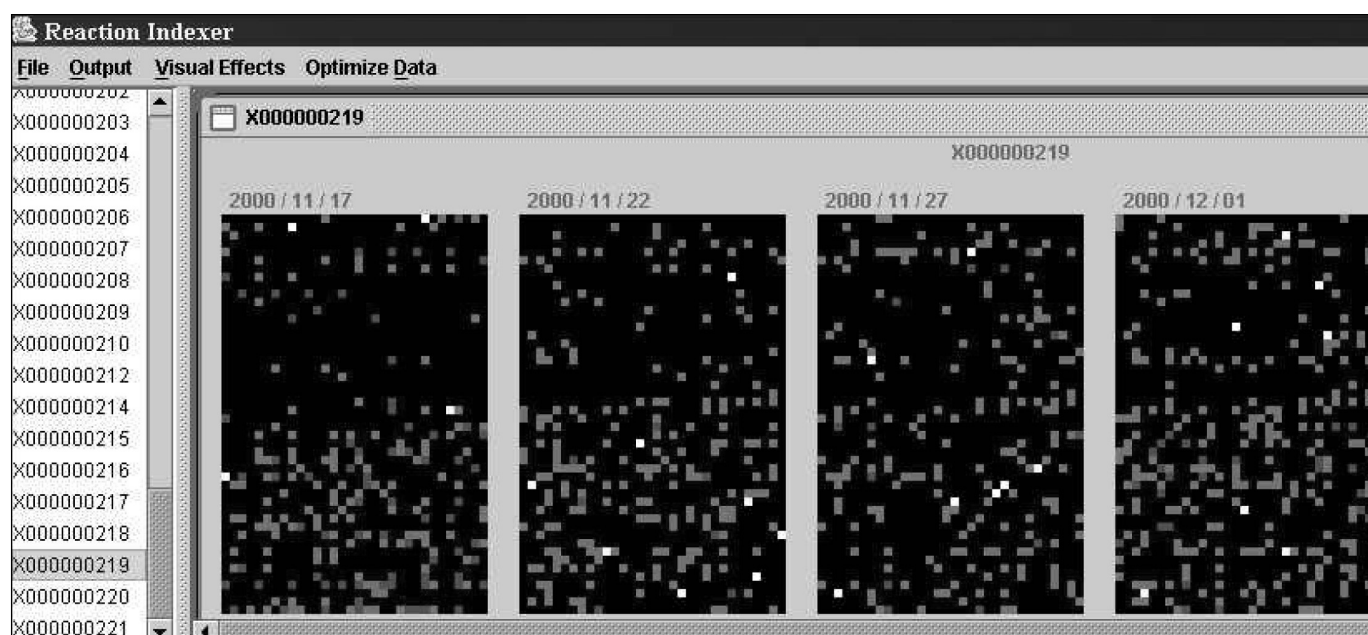 Reaction Indexer
File Output Visual Effects Optimize Data
X000000202
X000000203
X000000204
X000000205
X000000206
X000000207
X000000208
X000000209
X000000210
X000000212
X000000214
X000000215
X000000216
X000000217
X000000218
X000000219
X000000220
X000000221
X000000219
X000000219
2000 / 11 / 17 2000 / 11 / 22 2000 / 11 / 27 2000 / 12 / 01